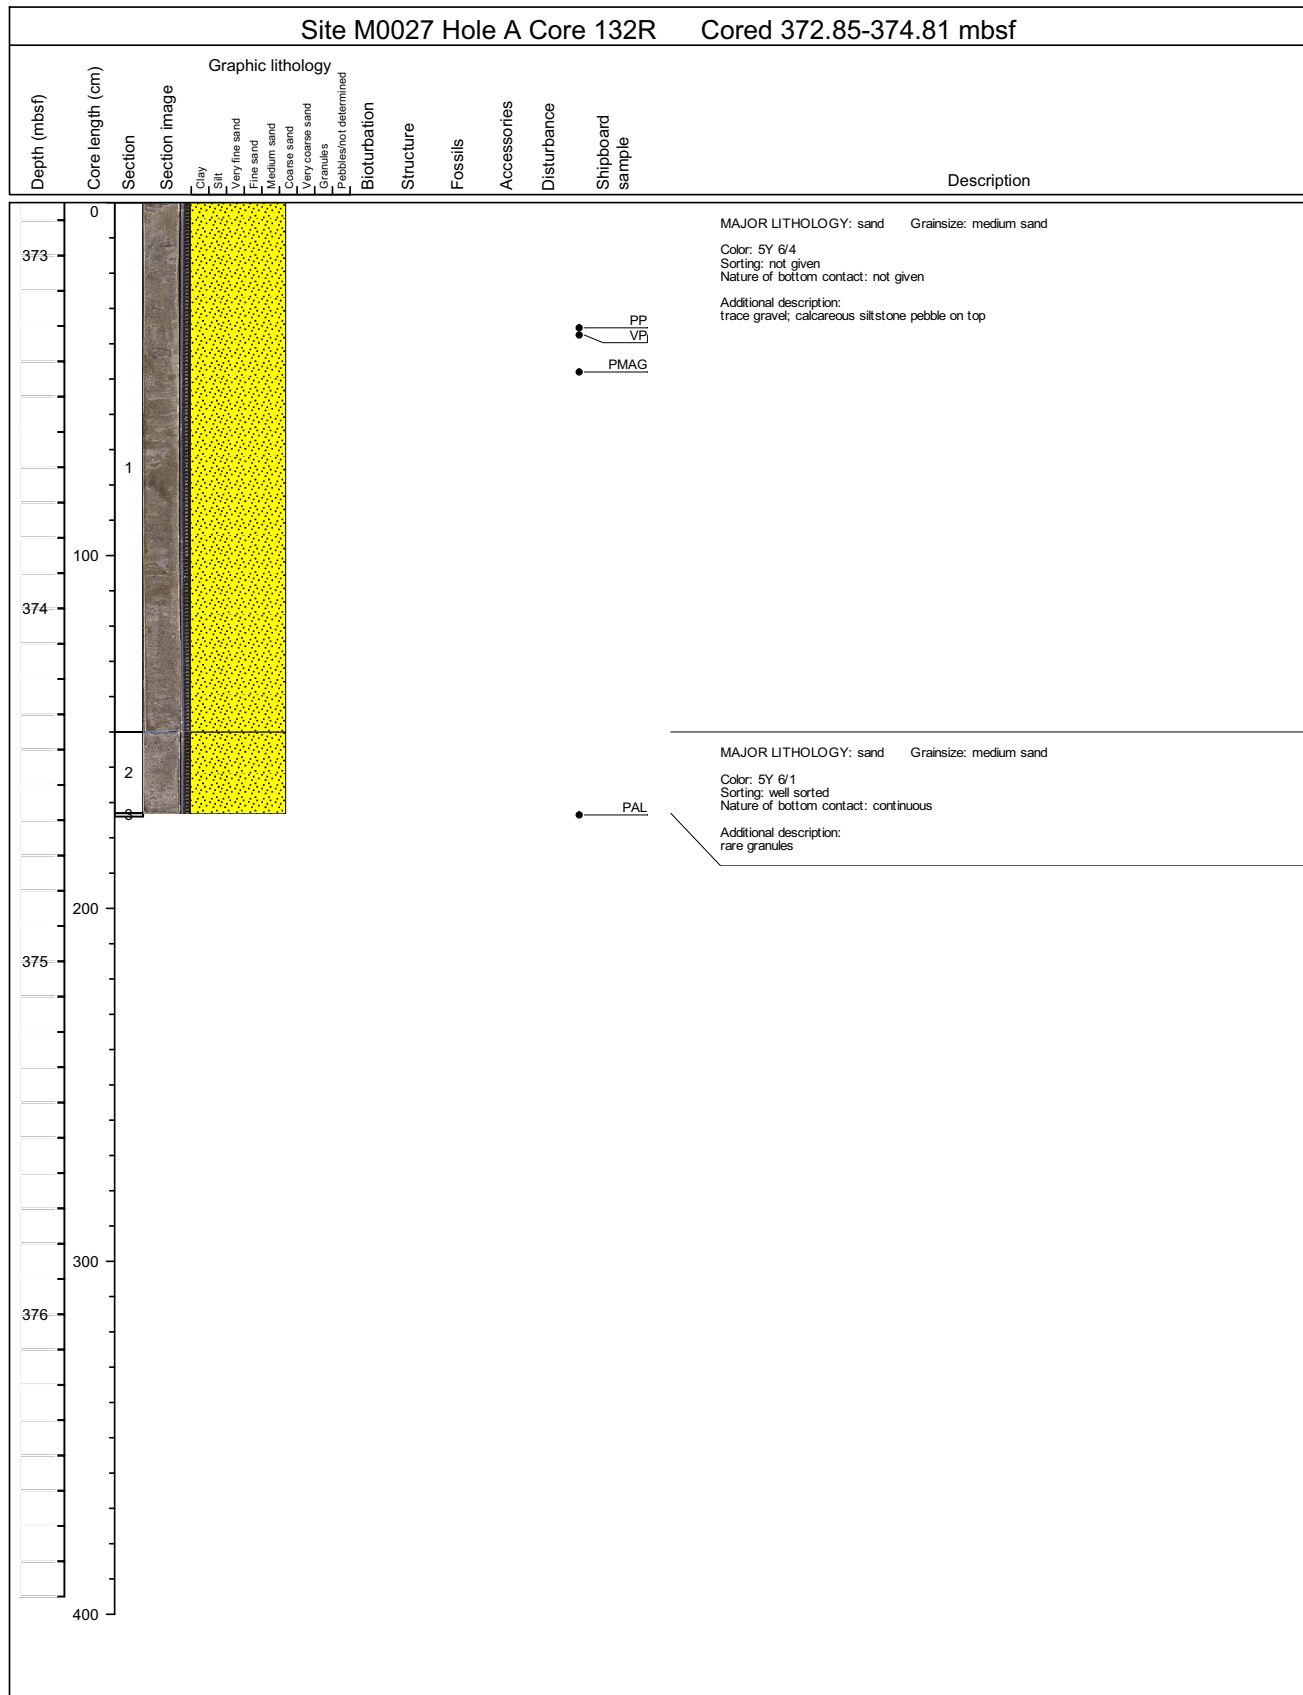 Site M0027 Hole A Core 132R Cored 372.85-374.81 mbsf
Depth (mbsf)
Core length (cm)
Section
Section image
Graphic lithology
Clay
Silt
Very fine sand
Fine sand
Medium sand
Coarse sand
Very coarse sand
Granules
Pebbles/not determined
Bioturbation
Structure
Fossils
Accessories
Disturbance
Shipboard
sample
Description
0
MAJOR LITHOLOGY: sand Grainsize: medium sand
373
Color: 5Y 6/4
Sorting: not given
Nature of bottom contact: not given
Additional description:
trace gravel; calcareous siltstone pebble on top
PP
VP
PMAG
1
100
374
MAJOR LITHOLOGY: sand Grainsize: medium sand
2
Color: 5Y 6/1
Sorting: well sorted
Nature of bottom contact: continuous
3
PAL
Additional description:
rare granules
200
375
300
376
400